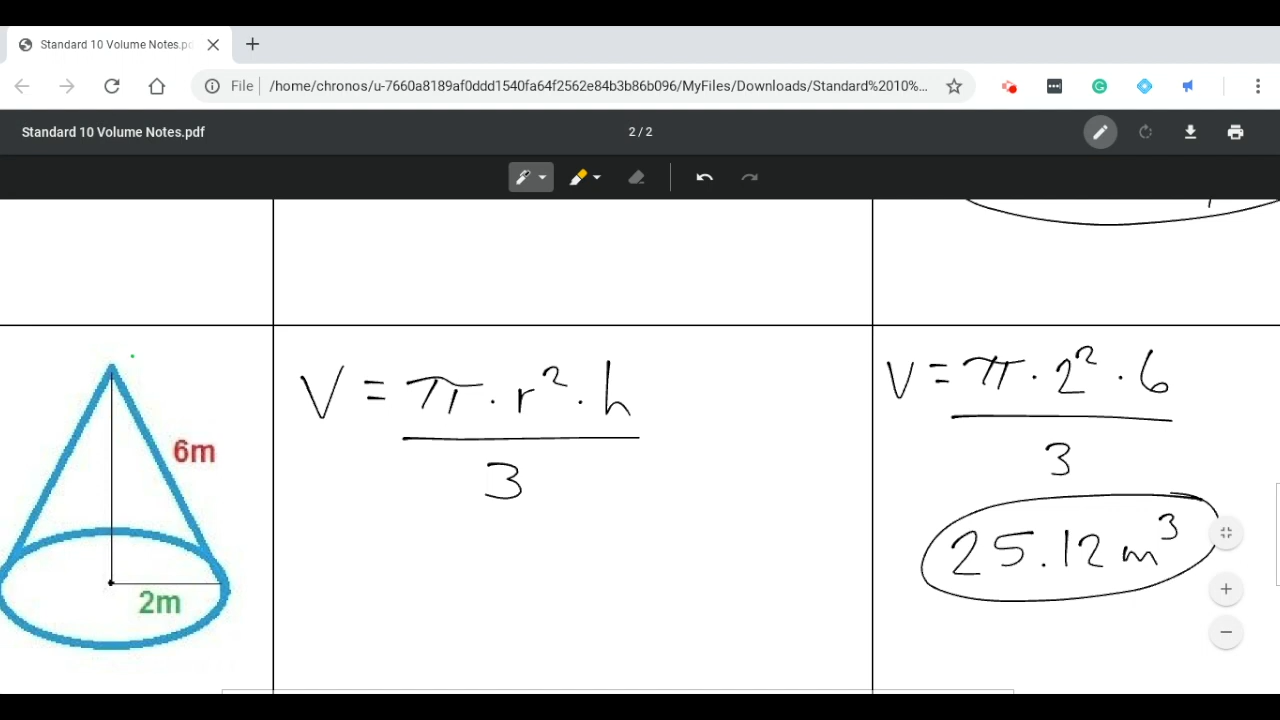 Standard 10 Volume Notes.pd
File
/home/chronos/u-7660a8189af0ddd1540fa64f2562e84b3b86b096/MyFiles/Downloads/Standard%2010%...
Standard 10 Volume Notes.pdf
2 / 2
6m
2m
V = π · r² · h
3
V = π · 2² · 6
3
25.12 m³